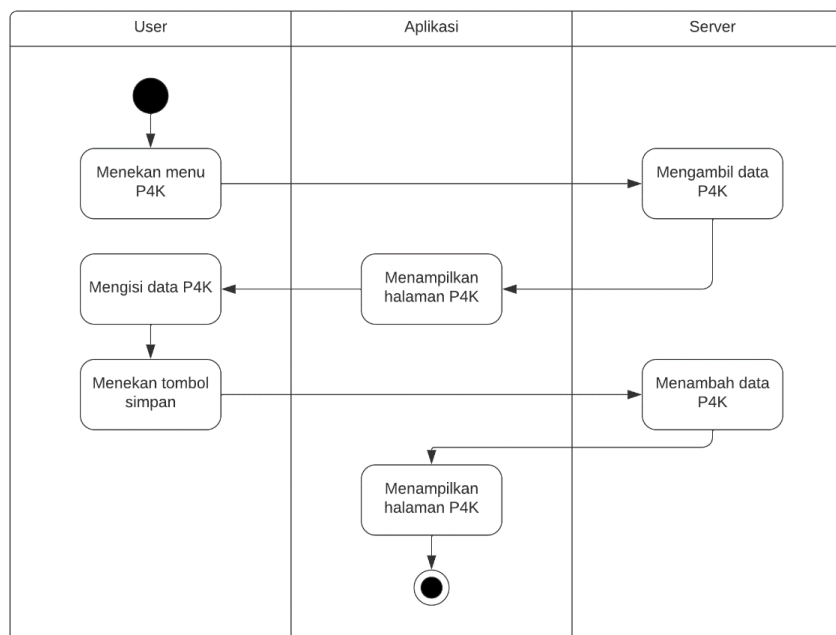 User
Aplikasi
Server
Menekan menu
P4K
Mengambil data
P4K
Menampilkan
halaman P4K
Mengisi data P4K
Menekan tombol
simpan
Menambah data
P4K
Menampilkan
halaman P4K